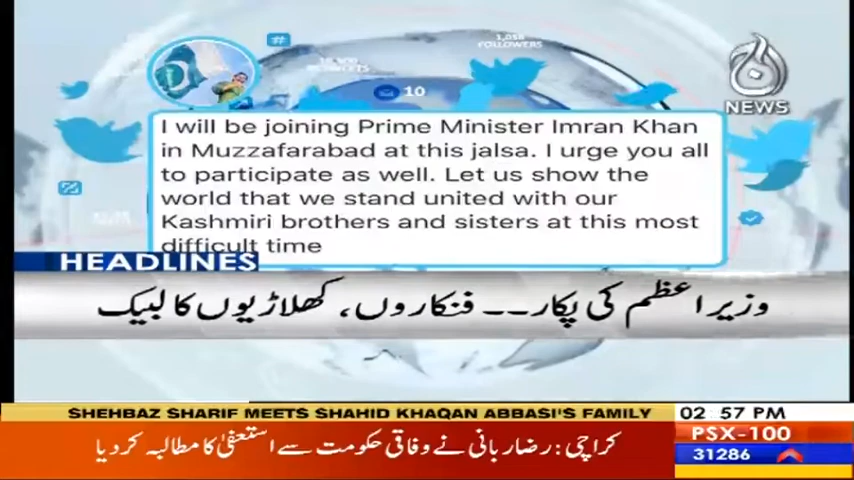 #
1,058
FOLLOWERS
RETWEETS
10
NEWS
I will be joining Prime Minister Imran Khan
in Muzzafarabad at this jalsa. I urge you all
to participate as well. Let us show the
world that we stand united with our
Kashmiri brothers and sisters at this most
difficult time
HEADLINES
وزیراعظم کی پکار۔۔ فنکاروں، کھلاڑیوں کا لبیک
SHEHBAZ SHARIF MEETS SHAHID KHAQAN ABBASI'S FAMILY
02:57 PM
کراچی: رضا ربانی نے وفاقی حکومت سے استعفیٰ کا مطالبہ کر دیا
PSX-100
31286